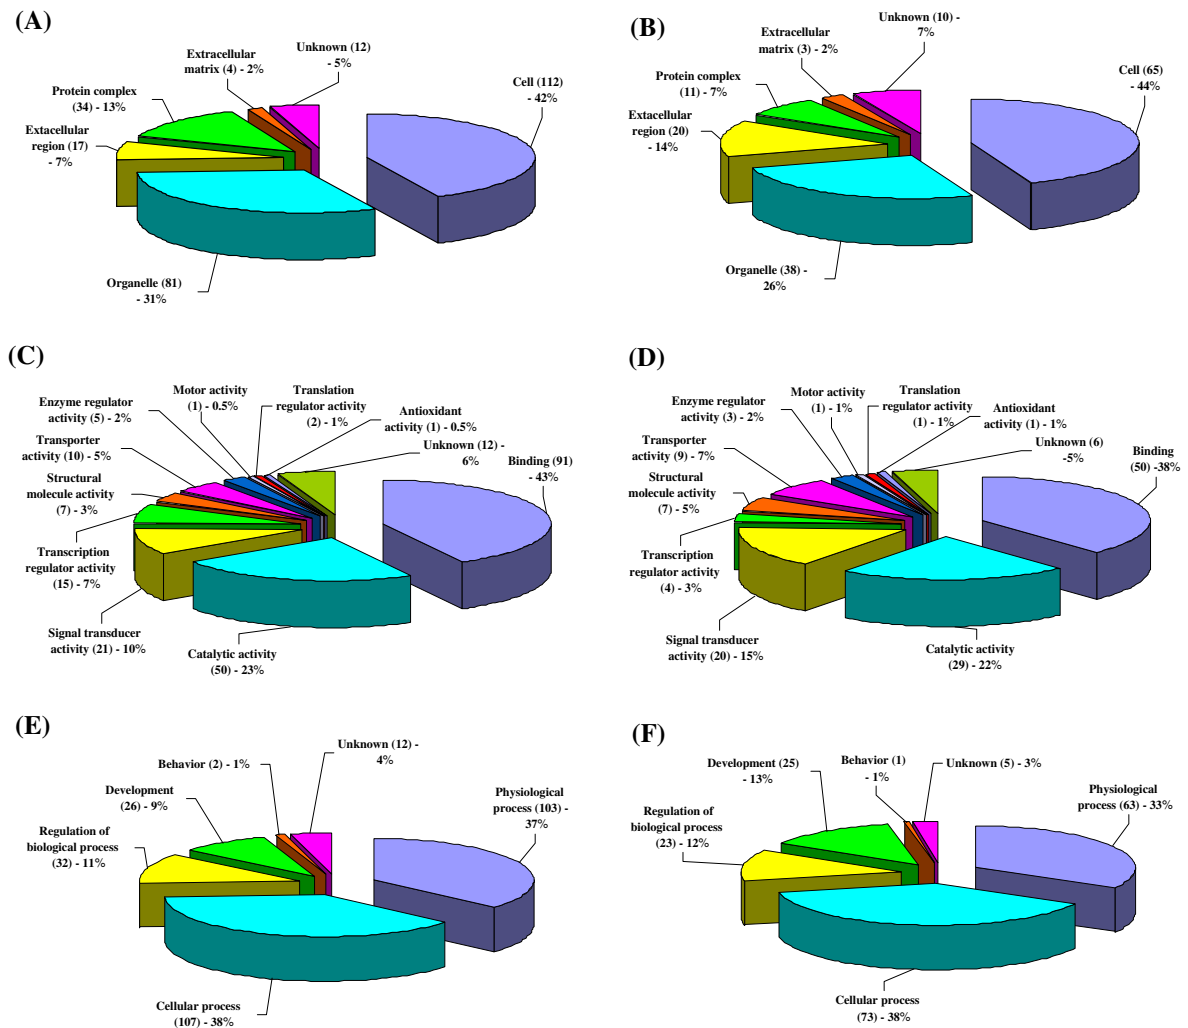 (A)
Unknown (12)
- 5%
Extracellular
matrix (4) - 2%
Cell (112)
- 42%
Protein complex
(34) - 13%
Extacellular
region (17)
- 7%
Organelle (81)
- 31%
(B)
Unknown (10) -
7%
Extracellular
matrix (3) - 2%
Cell (65)
- 44%
Protein complex
(11) - 7%
Extracellular
region (20)
- 14%
Organelle (38) -
26%
(C)
Motor activity
(1) - 0.5%
Translation
regulator activity
(2) - 1%
Enzyme regulator
activity (5) - 2%
Antioxidant
activity (1) - 0.5%
Transporter
activity (10) - 5%
Unknown (12) -
6%
Binding (91)
- 43%
Structural
molecule activity
(7) - 3%
Transcription
regulator activity
(15) - 7%
Signal transducer
activity (21) - 10%
Catalytic activity
(50) - 23%
(D)
Motor activity
(1) - 1%
Translation
regulator activity
(1) - 1%
Enzyme regulator
activity (3) - 2%
Antioxidant
activity (1) - 1%
Transporter
activity (9) - 7%
Unknown (6)
-5%
Binding
(50) -38%
Structural
molecule activity
(7) - 5%
Transcription
regulator activity
(4) - 3%
Signal transducer
activity (20) - 15%
Catalytic activity
(29) - 22%
(E)
Unknown (12) -
4%
Behavior (2) - 1%
Development
(26) - 9%
Physiological
process (103) -
37%
Regulation of
biological process
(32) - 11%
Cellular process
(107) - 38%
(F)
Development (25)
- 13%
Behavior (1)
- 1%
Unknown (5) - 3%
Physiological
process (63) - 33%
Regulation of
biological process
(23) - 12%
Cellular process
(73) - 38%